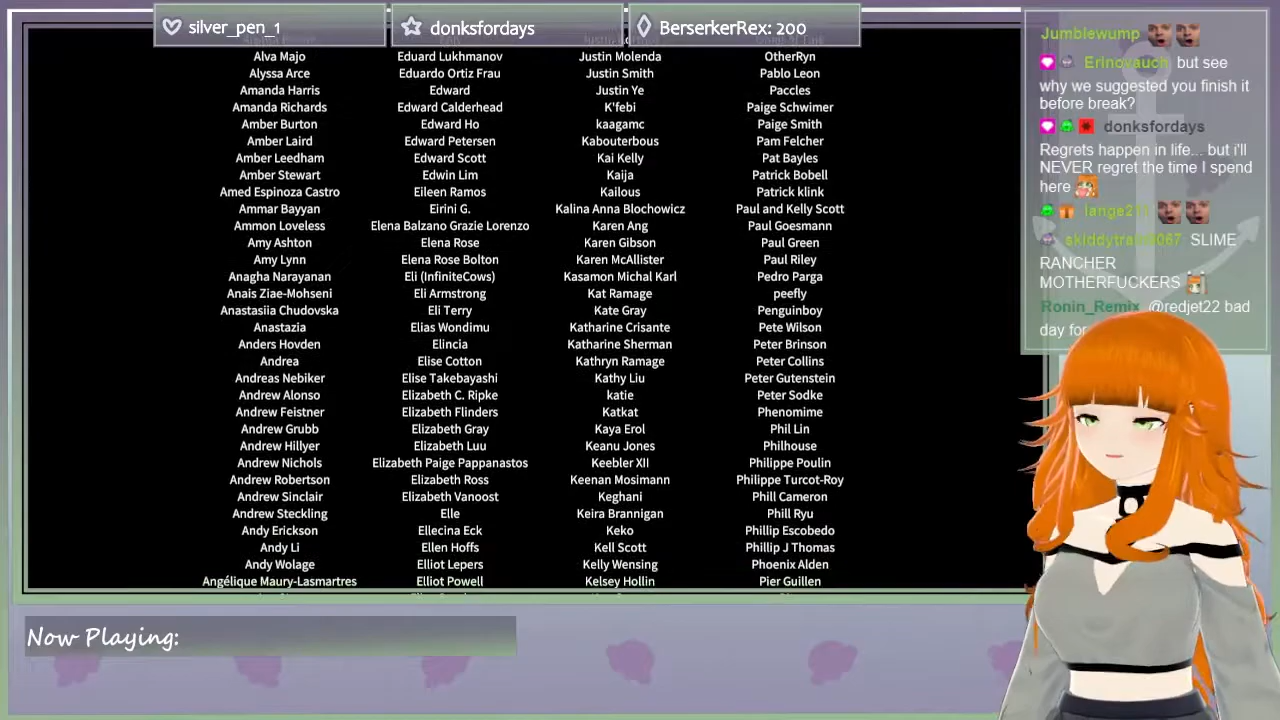 silver_pen_1
donksfordays
BerserkerRex: 200
Alva Majo
Alyssa Arce
Amanda Harris
Amanda Richards
Amber Burton
Amber Laird
Amber Leedham
Amber Stewart
Amed Espinoza Castro
Ammar Bayyan
Ammon Loveless
Amy Ashton
Amy Lynn
Anagha Narayanan
Anais Ziae-Mohseni
Anastasiia Chudovska
Anastazia
Anders Hovden
Andrea
Andreas Nebiker
Andrew Alonso
Andrew Feistner
Andrew Grubb
Andrew Hillyer
Andrew Nichols
Andrew Robertson
Andrew Sinclair
Andrew Steckling
Andy Erickson
Andy Li
Andy Wolage
Angélique Maury-Lasmartres
Eduard Lukhmanov
Eduardo Ortiz Frau
Edward
Edward Calderhead
Edward Ho
Edward Petersen
Edward Scott
Edwin Lim
Eileen Ramos
Eirini G.
Elena Balzano Grazie Lorenzo
Elena Rose
Elena Rose Bolton
Eli (InfiniteCows)
Eli Armstrong
Eli Terry
Elias Wondimu
Elincia
Elise Cotton
Elise Takebayashi
Elizabeth C. Ripke
Elizabeth Flinders
Elizabeth Gray
Elizabeth Luu
Elizabeth Paige Pappanastos
Elizabeth Ross
Elizabeth Vanoost
Elle
Ellecina Eck
Ellen Hoffs
Elliot Lepers
Elliot Powell
Justin Molenda
Justin Smith
Justin Ye
K'febi
kaagamc
Kabouterbous
Kai Kelly
Kaija
Kailous
Kalina Anna Blochowicz
Karen Ang
Karen Gibson
Karen McAllister
Kasamon Michal Karl
Kat Ramage
Kate Gray
Katharine Crisante
Katharine Sherman
Kathryn Ramage
Kathy Liu
katie
Katkat
Kaya Erol
Keanu Jones
Keebler XII
Keenan Mosimann
Keghani
Keira Brannigan
Keko
Kell Scott
Kelly Wensing
Kelsey Hollin
OtherRyn
Pablo Leon
Paccles
Paige Schwimer
Paige Smith
Pam Felcher
Pat Bayles
Patrick Bobell
Patrick klink
Paul and Kelly Scott
Paul Goesmann
Paul Green
Paul Riley
Pedro Parga
peefly
Penguinboy
Pete Wilson
Peter Brinson
Peter Collins
Peter Gutenstein
Peter Sodke
Phenomime
Phil Lin
Philhouse
Philippe Poulin
Philippe Turcot-Roy
Phill Cameron
Phill Ryu
Phillip Escobedo
Phillip J Thomas
Phoenix Alden
Pier Guillen
Jumblewump
Erinovauch but see
why we suggested you finish it
before break?
donksfordays
Regrets happen in life... but i'll
NEVER regret the time I spend
here
SLIME
RANCHER
MOTHERFUCKERS
Ronin_Remix @redjet22 bad
day for
Now Playing: